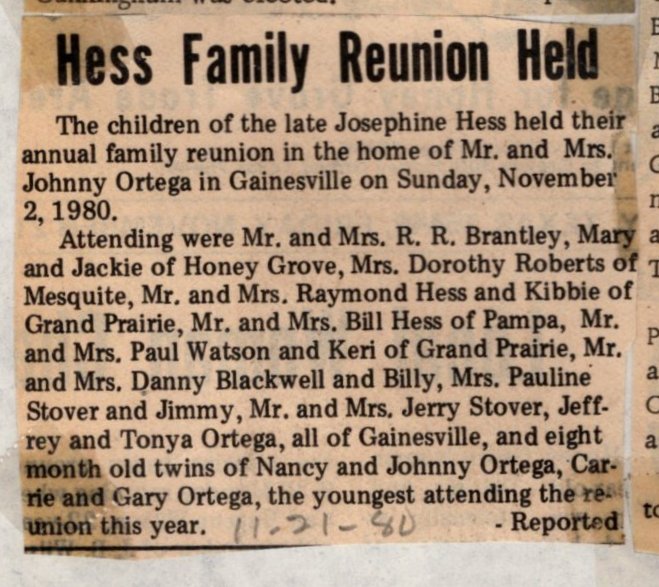 Hess Family Reunion Held
The children of the late Josephine Hess held their
annual family reunion in the home of Mr. and Mrs.
Johnny Ortega in Gainesville on Sunday, November
2, 1980.
Attending were Mr. and Mrs. R. R. Brantley, Mary
and Jackie of Honey Grove, Mrs. Dorothy Roberts of
Mesquite, Mr. and Mrs. Raymond Hess and Kibbie of
Grand Prairie, Mr. and Mrs. Bill Hess of Pampa, Mr.
and Mrs. Paul Watson and Keri of Grand Prairie, Mr.
and Mrs. Danny Blackwell and Billy, Mrs. Pauline
Stover and Jimmy, Mr. and Mrs. Jerry Stover, Jeff-
rey and Tonya Ortega, all of Gainesville, and eight
month old twins of Nancy and Johnny Ortega, Car-
rie and Gary Ortega, the youngest attending the re-
union this year. 11-21-80 - Reported